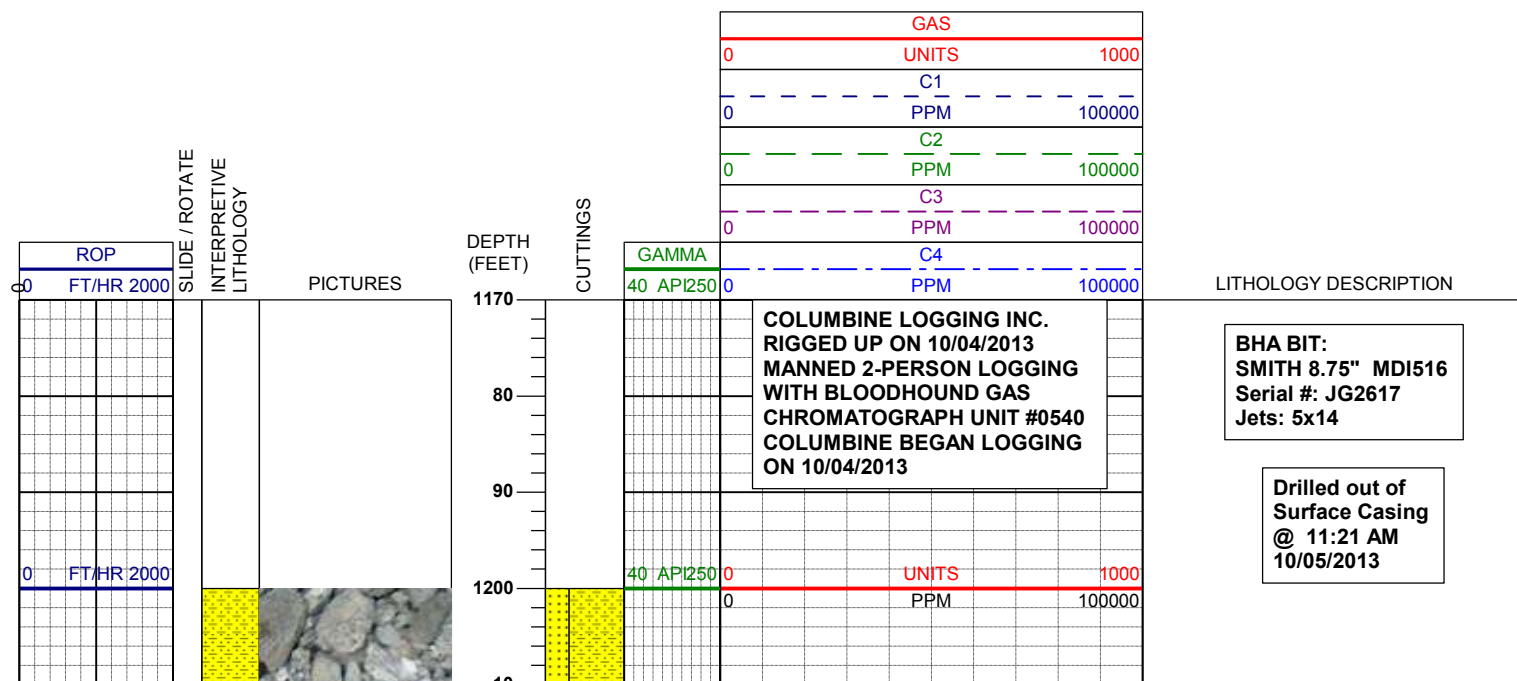 GAS
0 UNITS 1000
C1
0 PPM 100000
C2
0 PPM 100000
C3
0 PPM 100000
C4
0 PPM 100000
ROP
0 FT/HR 2000
0
SLIDE / ROTATE
INTERPRETIVE
LITHOLOGY
PICTURES
DEPTH
(FEET)
CUTTINGS
GAMMA
40 API 250
LITHOLOGY DESCRIPTION
1170
COLUMBINE LOGGING INC.
RIGGED UP ON 10/04/2013
MANNED 2-PERSON LOGGING
WITH BLOODHOUND GAS
CHROMATOGRAPH UNIT #0540
COLUMBINE BEGAN LOGGING
ON 10/04/2013
BHA BIT:
SMITH 8.75" MDI516
Serial #: JG2617
Jets: 5x14
80
90
Drilled out of
Surface Casing
@ 11:21 AM
10/05/2013
0 FT/HR 2000
40 API 250
0 UNITS 1000
1200
0 PPM 100000
10